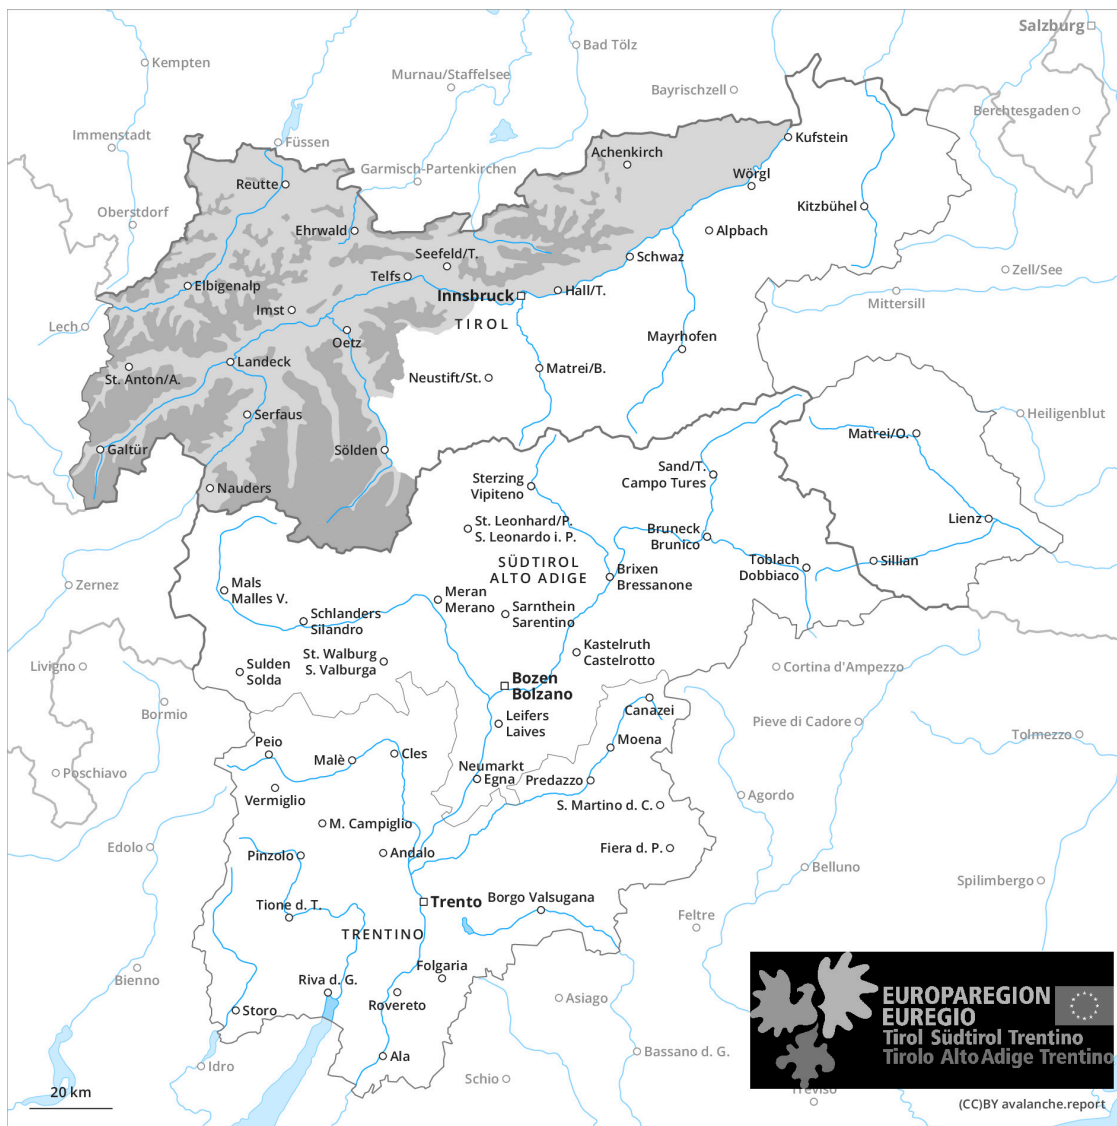 Salzburg
Bad Tölz
Kempten
Murnau/Staffelsee
Bayrischzell
Berchtesgaden
Immenstadt
Füssen
Kufstein
Achenkirch
Garmisch-Partenkirchen
Wörgl
Reutte
Oberstdorf
Kitzbühel
Ehrwald
Alpbach
Seefeld/T.
Schwaz
Zell/See
Telfs
Elbigenalp
Innsbruck
Hall/T.
Mittersill
Imst
TIROL
Lech
Oetz
Mayrhofen
Landeck
Matrei/B.
St. Anton/A.
Neustift/St.
Serfaus
Heiligenblut
Matrei/O.
Galtür
Sölden
Sand/T.
Campo Tures
Sterzing
Vipiteno
Nauders
Lienz
St. Leonhard/P.
S. Leonardo i. P.
Bruneck
Brunico
SÜDTIROL
ALTO ADIGE
Toblach
Dobbiaco
Sillian
Brixen
Bressanone
Zernez
Mals
Malles V.
Meran
Merano
Schlanders
Silandro
Sarnthein
Sarentino
Kastelruth
Castelrotto
St. Walburg
S. Valburga
Livigno
Sulden
Solda
Cortina d'Ampezzo
Bozen
Bolzano
Canazei
Bormio
Leifers
Laives
Pieve di Cadore
Tolmezzo
Moena
Peio
Cles
Malè
Neumarkt
Egna
Predazzo
Poschiavo
Vermiglio
S. Martino d. C.
Agordo
M. Campiglio
Edolo
Pinzolo
Andalo
Fiera d. P.
Belluno
Spilimbergo
Trento
Borgo Valsugana
Tione d. T.
Feltre
TRENTINO
Bienno
Folgaria
Riva d. G.
Rovereto
Asiago
Storo
EUROPAREGION
EUREGIO
Tirol Südtirol Trentino
Tirolo Alto Adige Trentino
Ala
Idro
Bassano d. G.
Schio
20 km
Treviso
(CC)BY avalanche.report